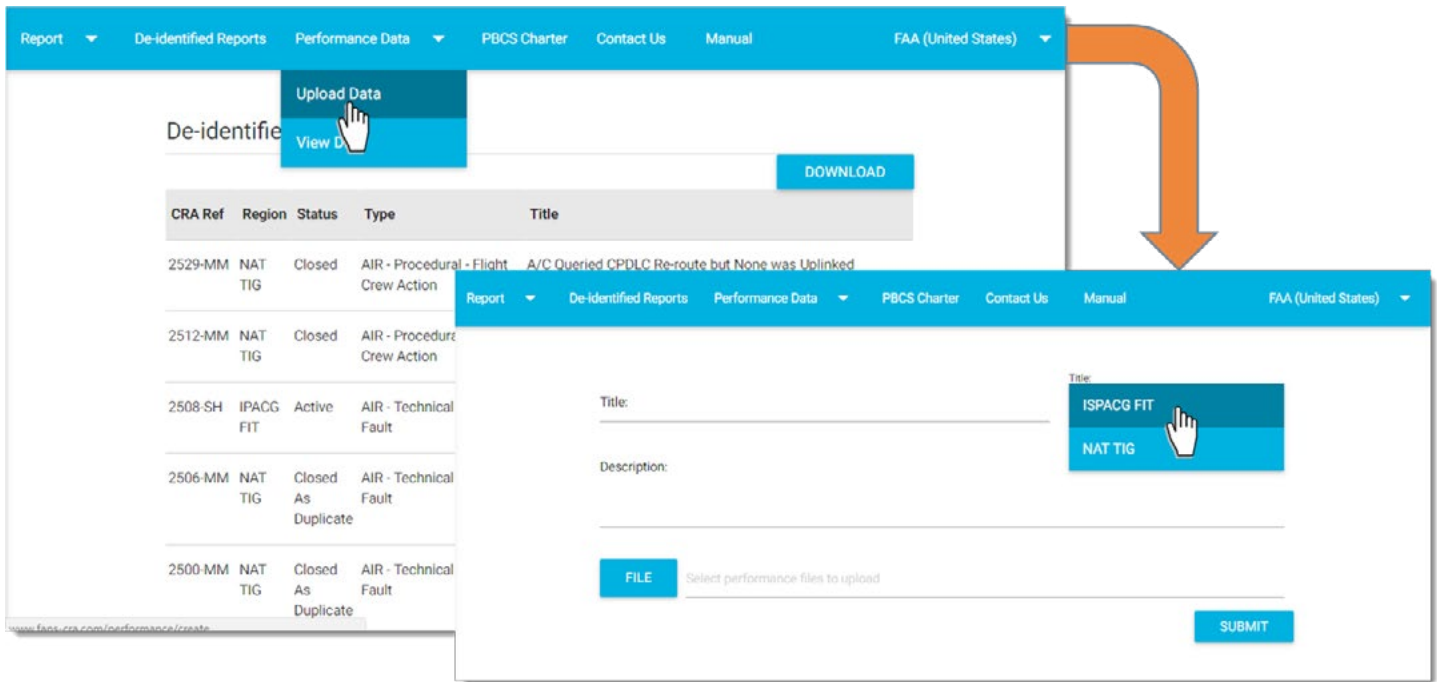 Report De-identified Reports Performance Data PBCS Charter Contact Us Manual FAA (United States)
Upload Data
View D
De-identifie
DOWNLOAD
CRA Ref Region Status Type Title
2529-MM NAT Closed AIR - Procedural - Flight A/C Queried CPDLC Re-route but None was Uplinked
TIG Crew Action
2512-MM NAT Closed AIR - Procedura
TIG Crew Action
2508-SH IPACG Active AIR - Technical
FIT Fault
2506-MM NAT Closed AIR - Technical
TIG As Fault
Duplicate
2500-MM NAT Closed AIR - Technical
TIG As Fault
Duplicate
www.fans-cra.com/performance/create
Report De-identified Reports Performance Data PBCS Charter Contact Us Manual FAA (United States)
Title:
Title:
ISPACG FIT
NAT TIG
Description:
FILE Select performance files to upload
SUBMIT